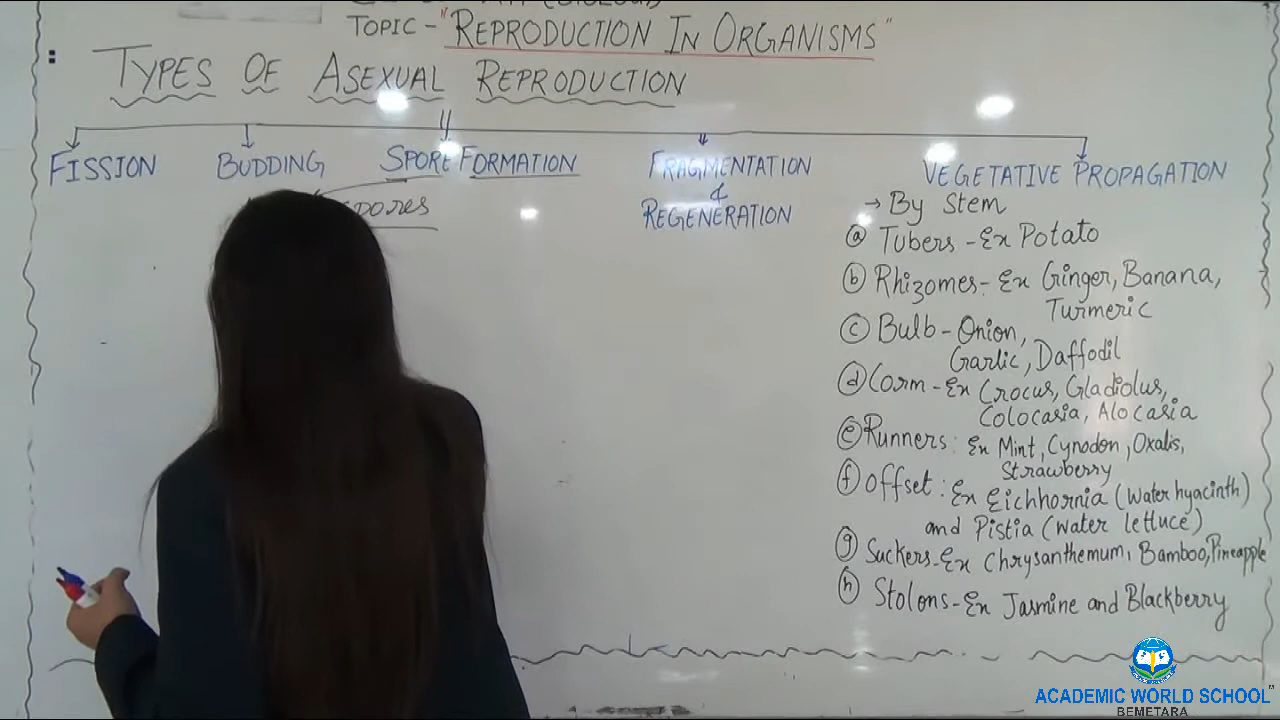 TOPIC - "REPRODUCTION IN ORGANISMS"
TYPES OF ASEXUAL REPRODUCTION
FISSION BUDDING SPORE FORMATION FRAGMENTATION & REGENERATION VEGETATIVE PROPAGATION
→ By Stem
(a) Tubers - Ex Potato
(b) Rhizomes - Ex Ginger, Banana,
Turmeric
(c) Bulb - Onion,
Garlic, Daffodil
(d) Corm - Ex Crocus, Gladiolus,
Colocasia, Alocasia
(e) Runners: Ex Mint, Cynodon, Oxalis,
Strawberry
(f) Offset: Ex Eichhornia (Water hyacinth)
and Pistia (Water lettuce)
(g) Suckers - Ex Chrysanthemum, Bamboo, Pineapple
(h) Stolons - Ex Jasmine and Blackberry
ACADEMIC WORLD SCHOOL"
BEMETARA